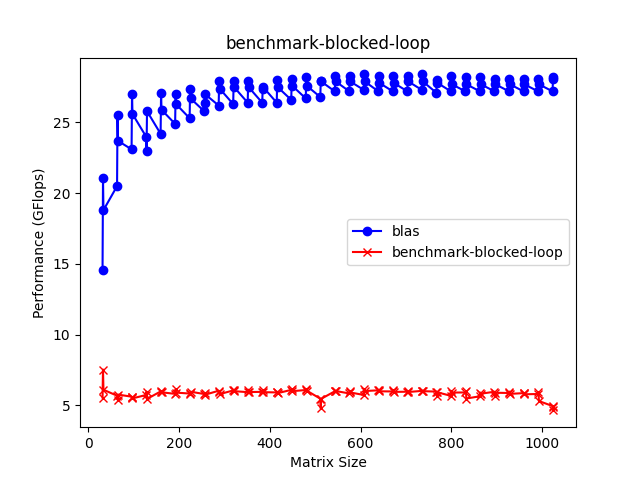 benchmark-blocked-loop
Performance (GFlops)
25
20
15
10
5
blas
benchmark-blocked-loop
0
200
400
600
800
1000
Matrix Size